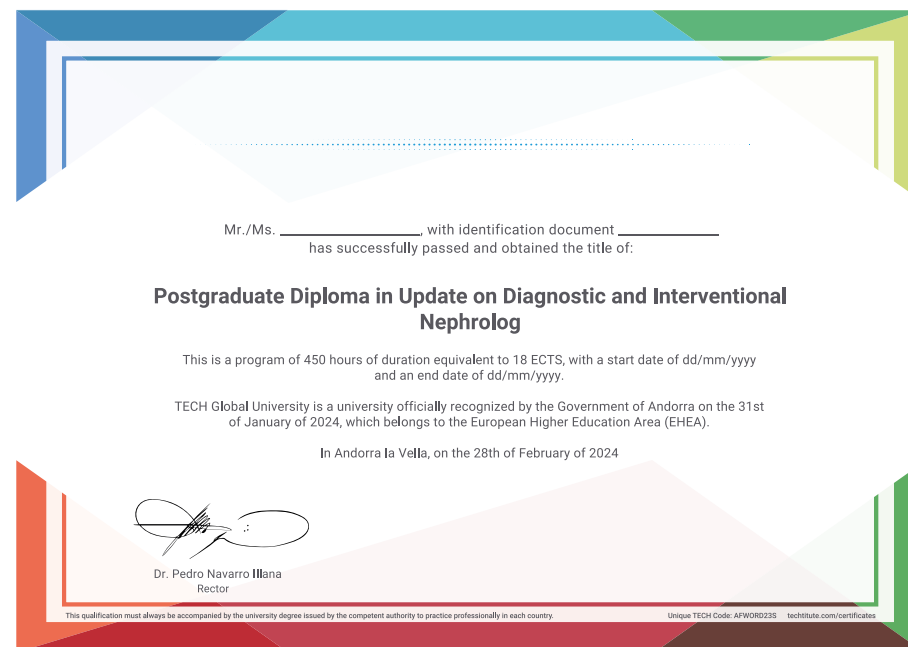 Mr./Ms. ____________________, with identification document ______________
has successfully passed and obtained the title of:
Postgraduate Diploma in Update on Diagnostic and Interventional
Nephrolog
This is a program of 450 hours of duration equivalent to 18 ECTS, with a start date of dd/mm/yyyy
and an end date of dd/mm/yyyy.
TECH Global University is a university officially recognized by the Government of Andorra on the 31st
of January of 2024, which belongs to the European Higher Education Area (EHEA).
In Andorra la Vella, on the 28th of February of 2024
Dr. Pedro Navarro Illana
Rector
This qualification must always be accompanied by the university degree issued by the competent authority to practice professionally in each country. Unique TECH Code: AFWORD23S techtitute.com/certificates